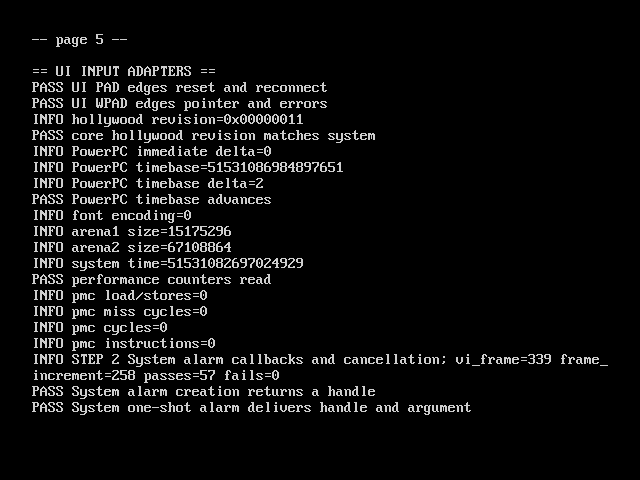 -- page 5 --
== UI INPUT ADAPTERS ==
PASS UI PAD edges reset and reconnect
PASS UI WPAD edges pointer and errors
INFO hollywood revision=0x00000011
PASS core hollywood revision matches system
INFO PowerPC immediate delta=0
INFO PowerPC timebase=51531086984897651
INFO PowerPC timebase delta=2
PASS PowerPC timebase advances
INFO font encoding=0
INFO arena1 size=15175296
INFO arena2 size=67108864
INFO system time=51531082697024929
PASS performance counters read
INFO pmc load/stores=0
INFO pmc miss cycles=0
INFO pmc cycles=0
INFO pmc instructions=0
INFO STEP 2 System alarm callbacks and cancellation; vi_frame=339 frame_
increment=258 passes=57 fails=0
PASS System alarm creation returns a handle
PASS System one-shot alarm delivers handle and argument